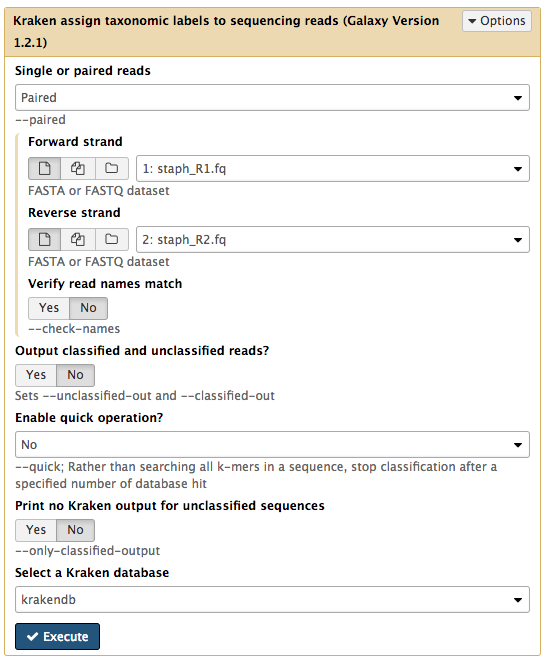 Kraken assign taxonomic labels to sequencing reads (Galaxy Version
1.2.1)
Options
Single or paired reads
Paired
--paired
Forward strand
1: staph_R1.fq
FASTA or FASTQ dataset
Reverse strand
2: staph_R2.fq
FASTA or FASTQ dataset
Verify read names match
Yes No
--check-names
Output classified and unclassified reads?
Yes No
Sets --unclassified-out and --classified-out
Enable quick operation?
No
--quick; Rather than searching all k-mers in a sequence, stop classification after a
specified number of database hit
Print no Kraken output for unclassified sequences
Yes No
--only-classified-output
Select a Kraken database
krakendb
Execute